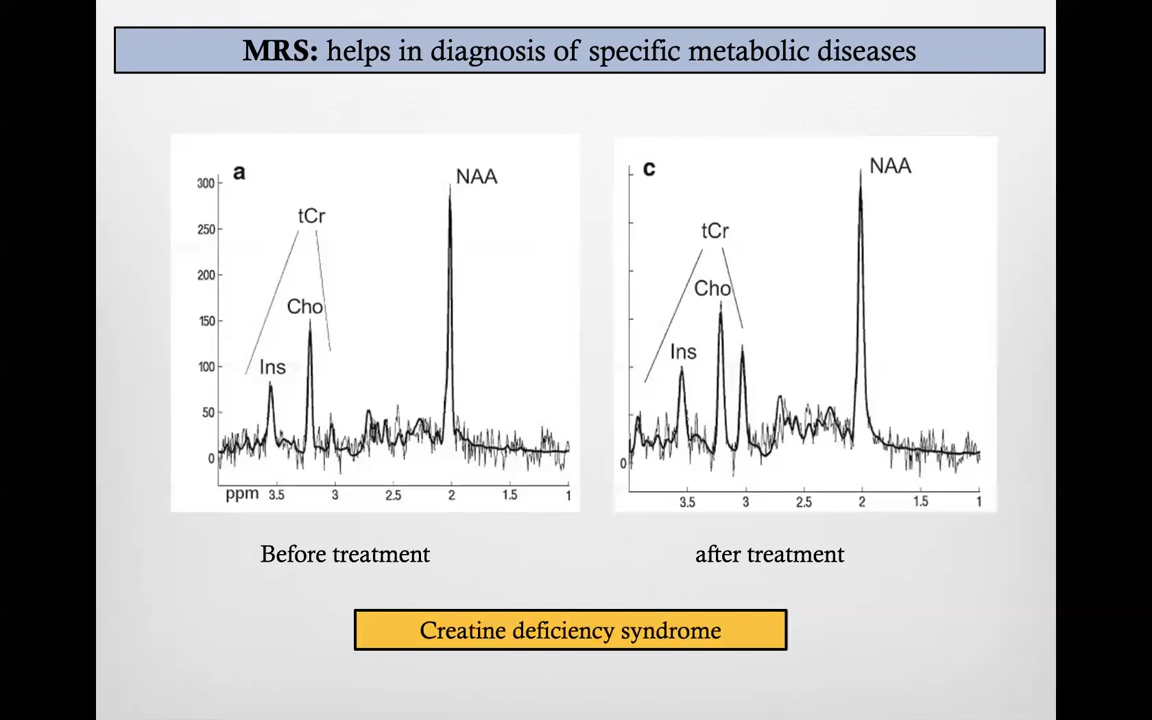 MRS: helps in diagnosis of specific metabolic diseases
a
NAA
300
tCr
250
200
Cho
150
Ins
100
50
0
ppm 3.5 3 2.5 2 1.5 1
c
NAA
tCr
Cho
Ins
0
3.5 3 2.5 2 1.5 1
Before treatment
after treatment
Creatine deficiency syndrome